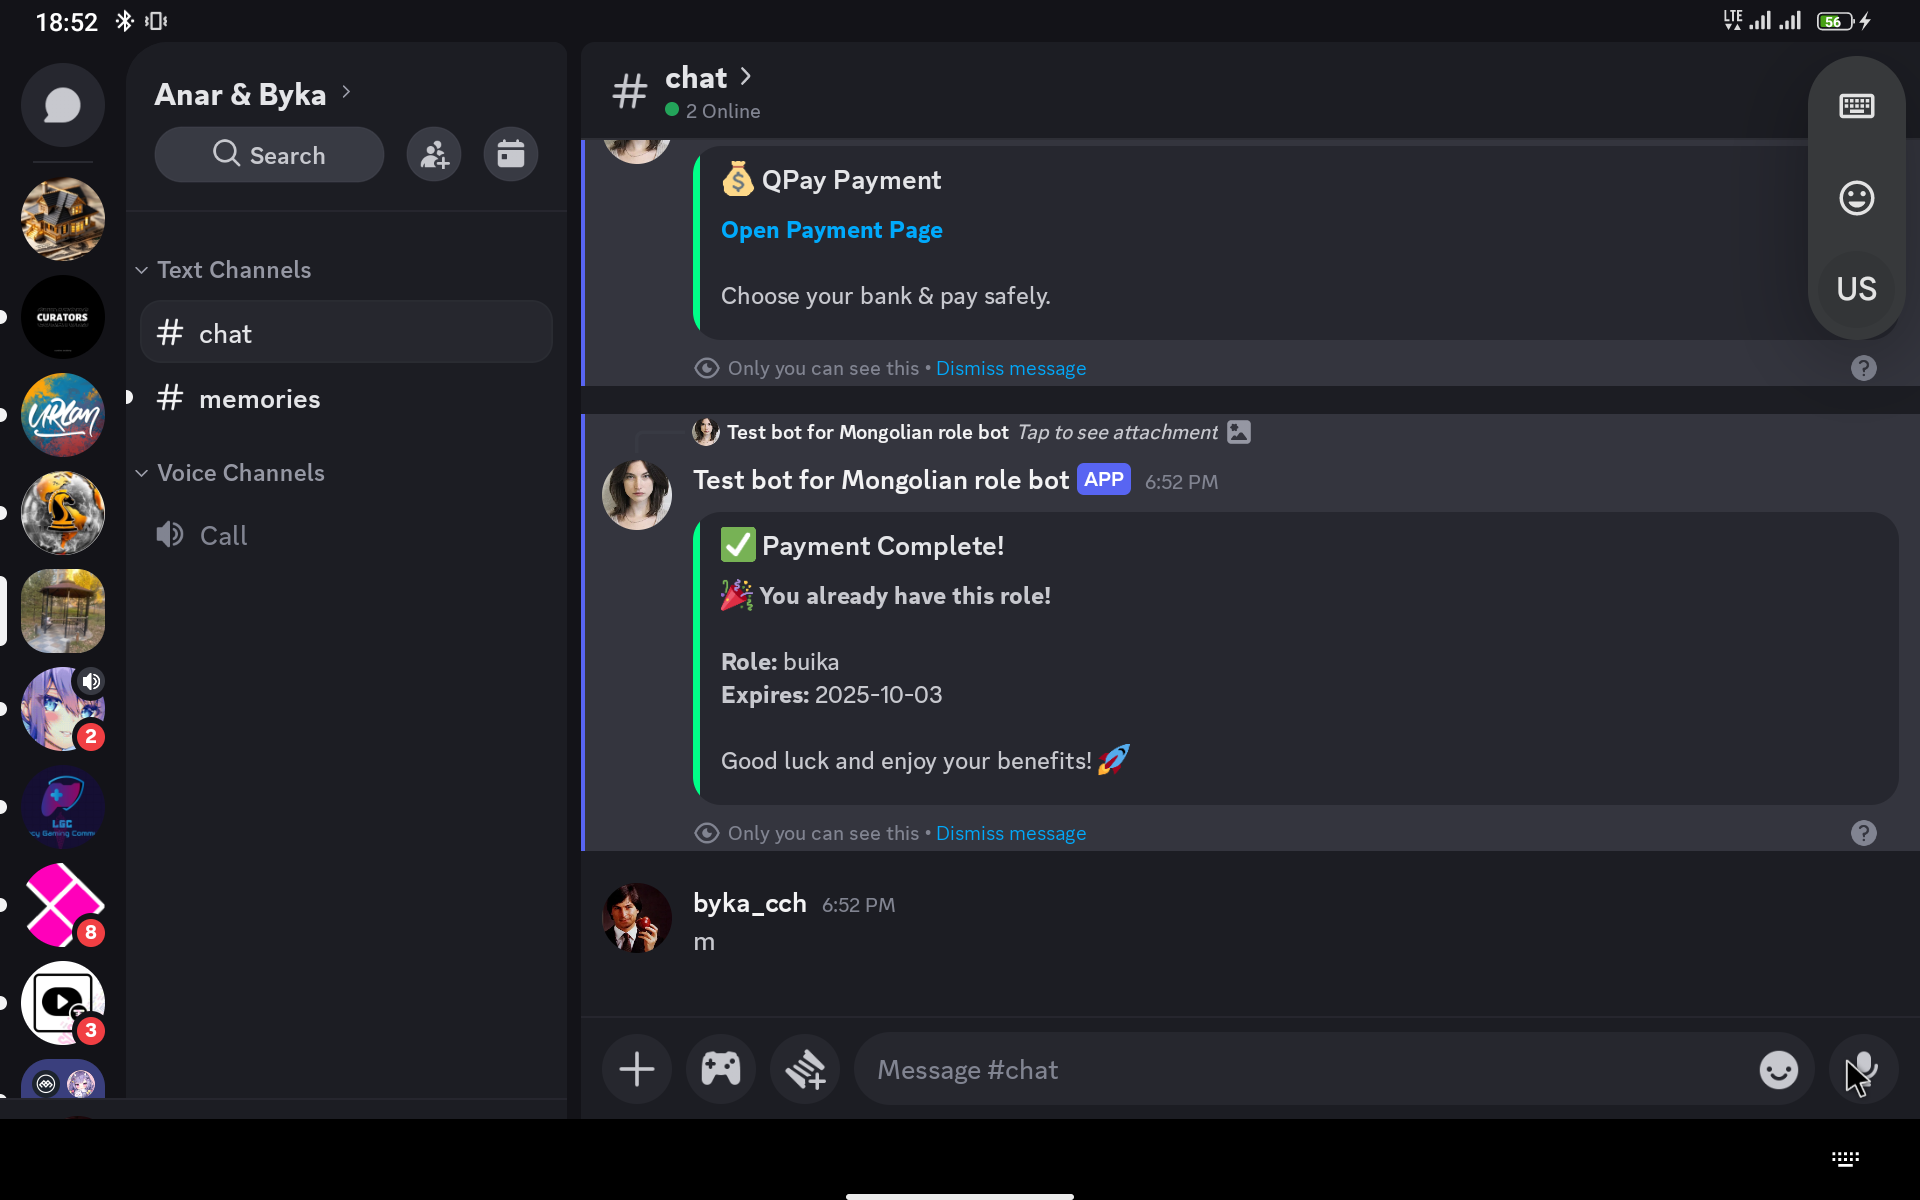 18:52
LTE
56
Anar & Byka
Search
CURATORS
URLAN
Text Channels
chat
memories
Voice Channels
Call
2
LGC
cy Gaming Comm
8
3
# chat
2 Online
QPay Payment
Open Payment Page
Choose your bank & pay safely.
Only you can see this • Dismiss message
?
Test bot for Mongolian role bot Tap to see attachment
Test bot for Mongolian role bot APP 6:52 PM
Payment Complete!
You already have this role!
Role: buika
Expires: 2025-10-03
Good luck and enjoy your benefits!
Only you can see this • Dismiss message
?
byka_cch 6:52 PM
m
Message #chat
US